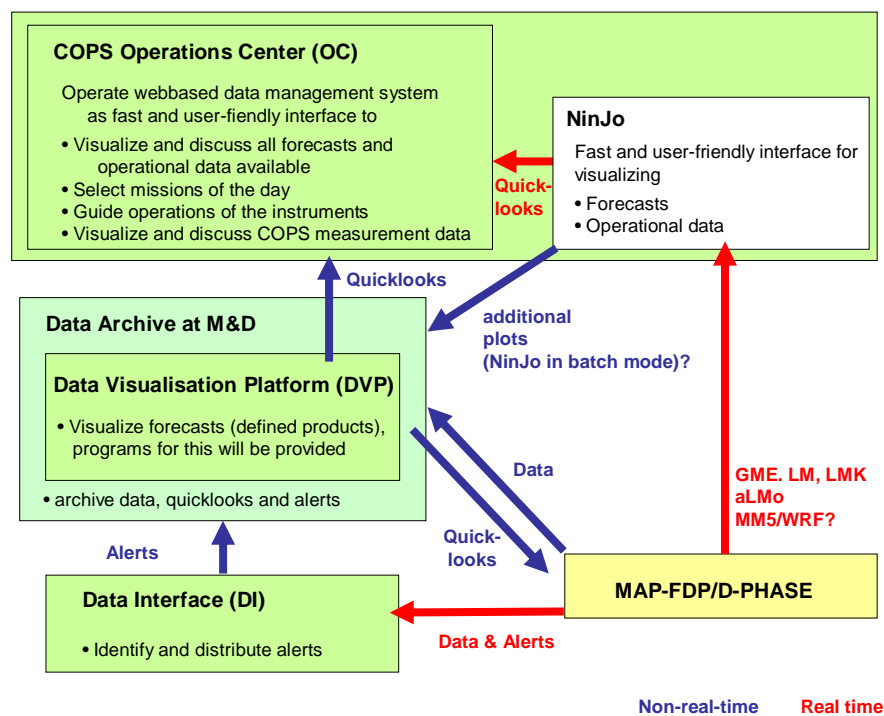 COPS Operations Center (OC)
Operate webbased data management system
as fast and user-fiendly interface to
• Visualize and discuss all forecasts and
operational data available
• Select missions of the day
• Guide operations of the instruments
• Visualize and discuss COPS measurement data
NinJo
Fast and user-friendly interface for
visualizing
• Forecasts
• Operational data
Quick-
looks
Quicklooks
additional
plots
(NinJo in batch mode)?
Data Archive at M&D
Data Visualisation Platform (DVP)
• Visualize forecasts (defined products),
programs for this will be provided
• archive data, quicklooks and alerts
Data
Quick-
looks
GME. LM, LMK
aLMo
MM5/WRF?
Alerts
Data Interface (DI)
• Identify and distribute alerts
MAP-FDP/D-PHASE
Data & Alerts
Non-real-time
Real time